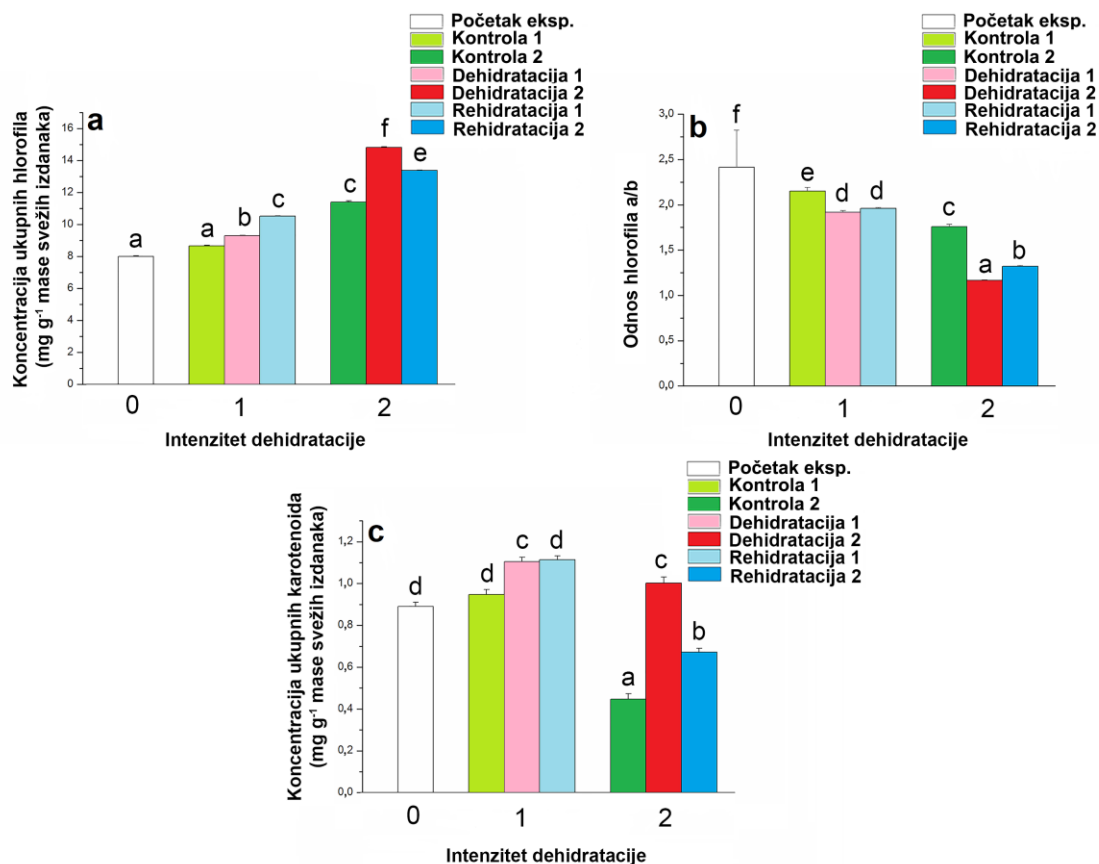 Početak eksp.
Kontrola 1
Kontrola 2
Dehidratacija 1
Dehidratacija 2
Rehidratacija 1
Rehidratacija 2
a
Koncentracija ukupnih hlorofila
(mg g⁻¹ mase svežih izdanaka)
16
14
12
10
8
6
4
2
0
a
a
b
c
c
f
e
0
1
2
Intenzitet dehidratacije
Početak eksp.
Kontrola 1
Kontrola 2
Dehidratacija 1
Dehidratacija 2
Rehidratacija 1
Rehidratacija 2
b
Odnos hlorofila a/b
3,0
2,5
2,0
1,5
1,0
0,5
0,0
f
e
d
d
c
a
b
0
1
2
Intenzitet dehidratacije
Početak eksp.
Kontrola 1
Kontrola 2
Dehidratacija 1
Dehidratacija 2
Rehidratacija 1
Rehidratacija 2
c
Koncentracija ukupnih karotenoida
(mg g⁻¹ mase svežih izdanaka)
1,2
1,0
0,8
0,6
0,4
0,2
0,0
d
d
c
d
a
c
b
0
1
2
Intenzitet dehidratacije